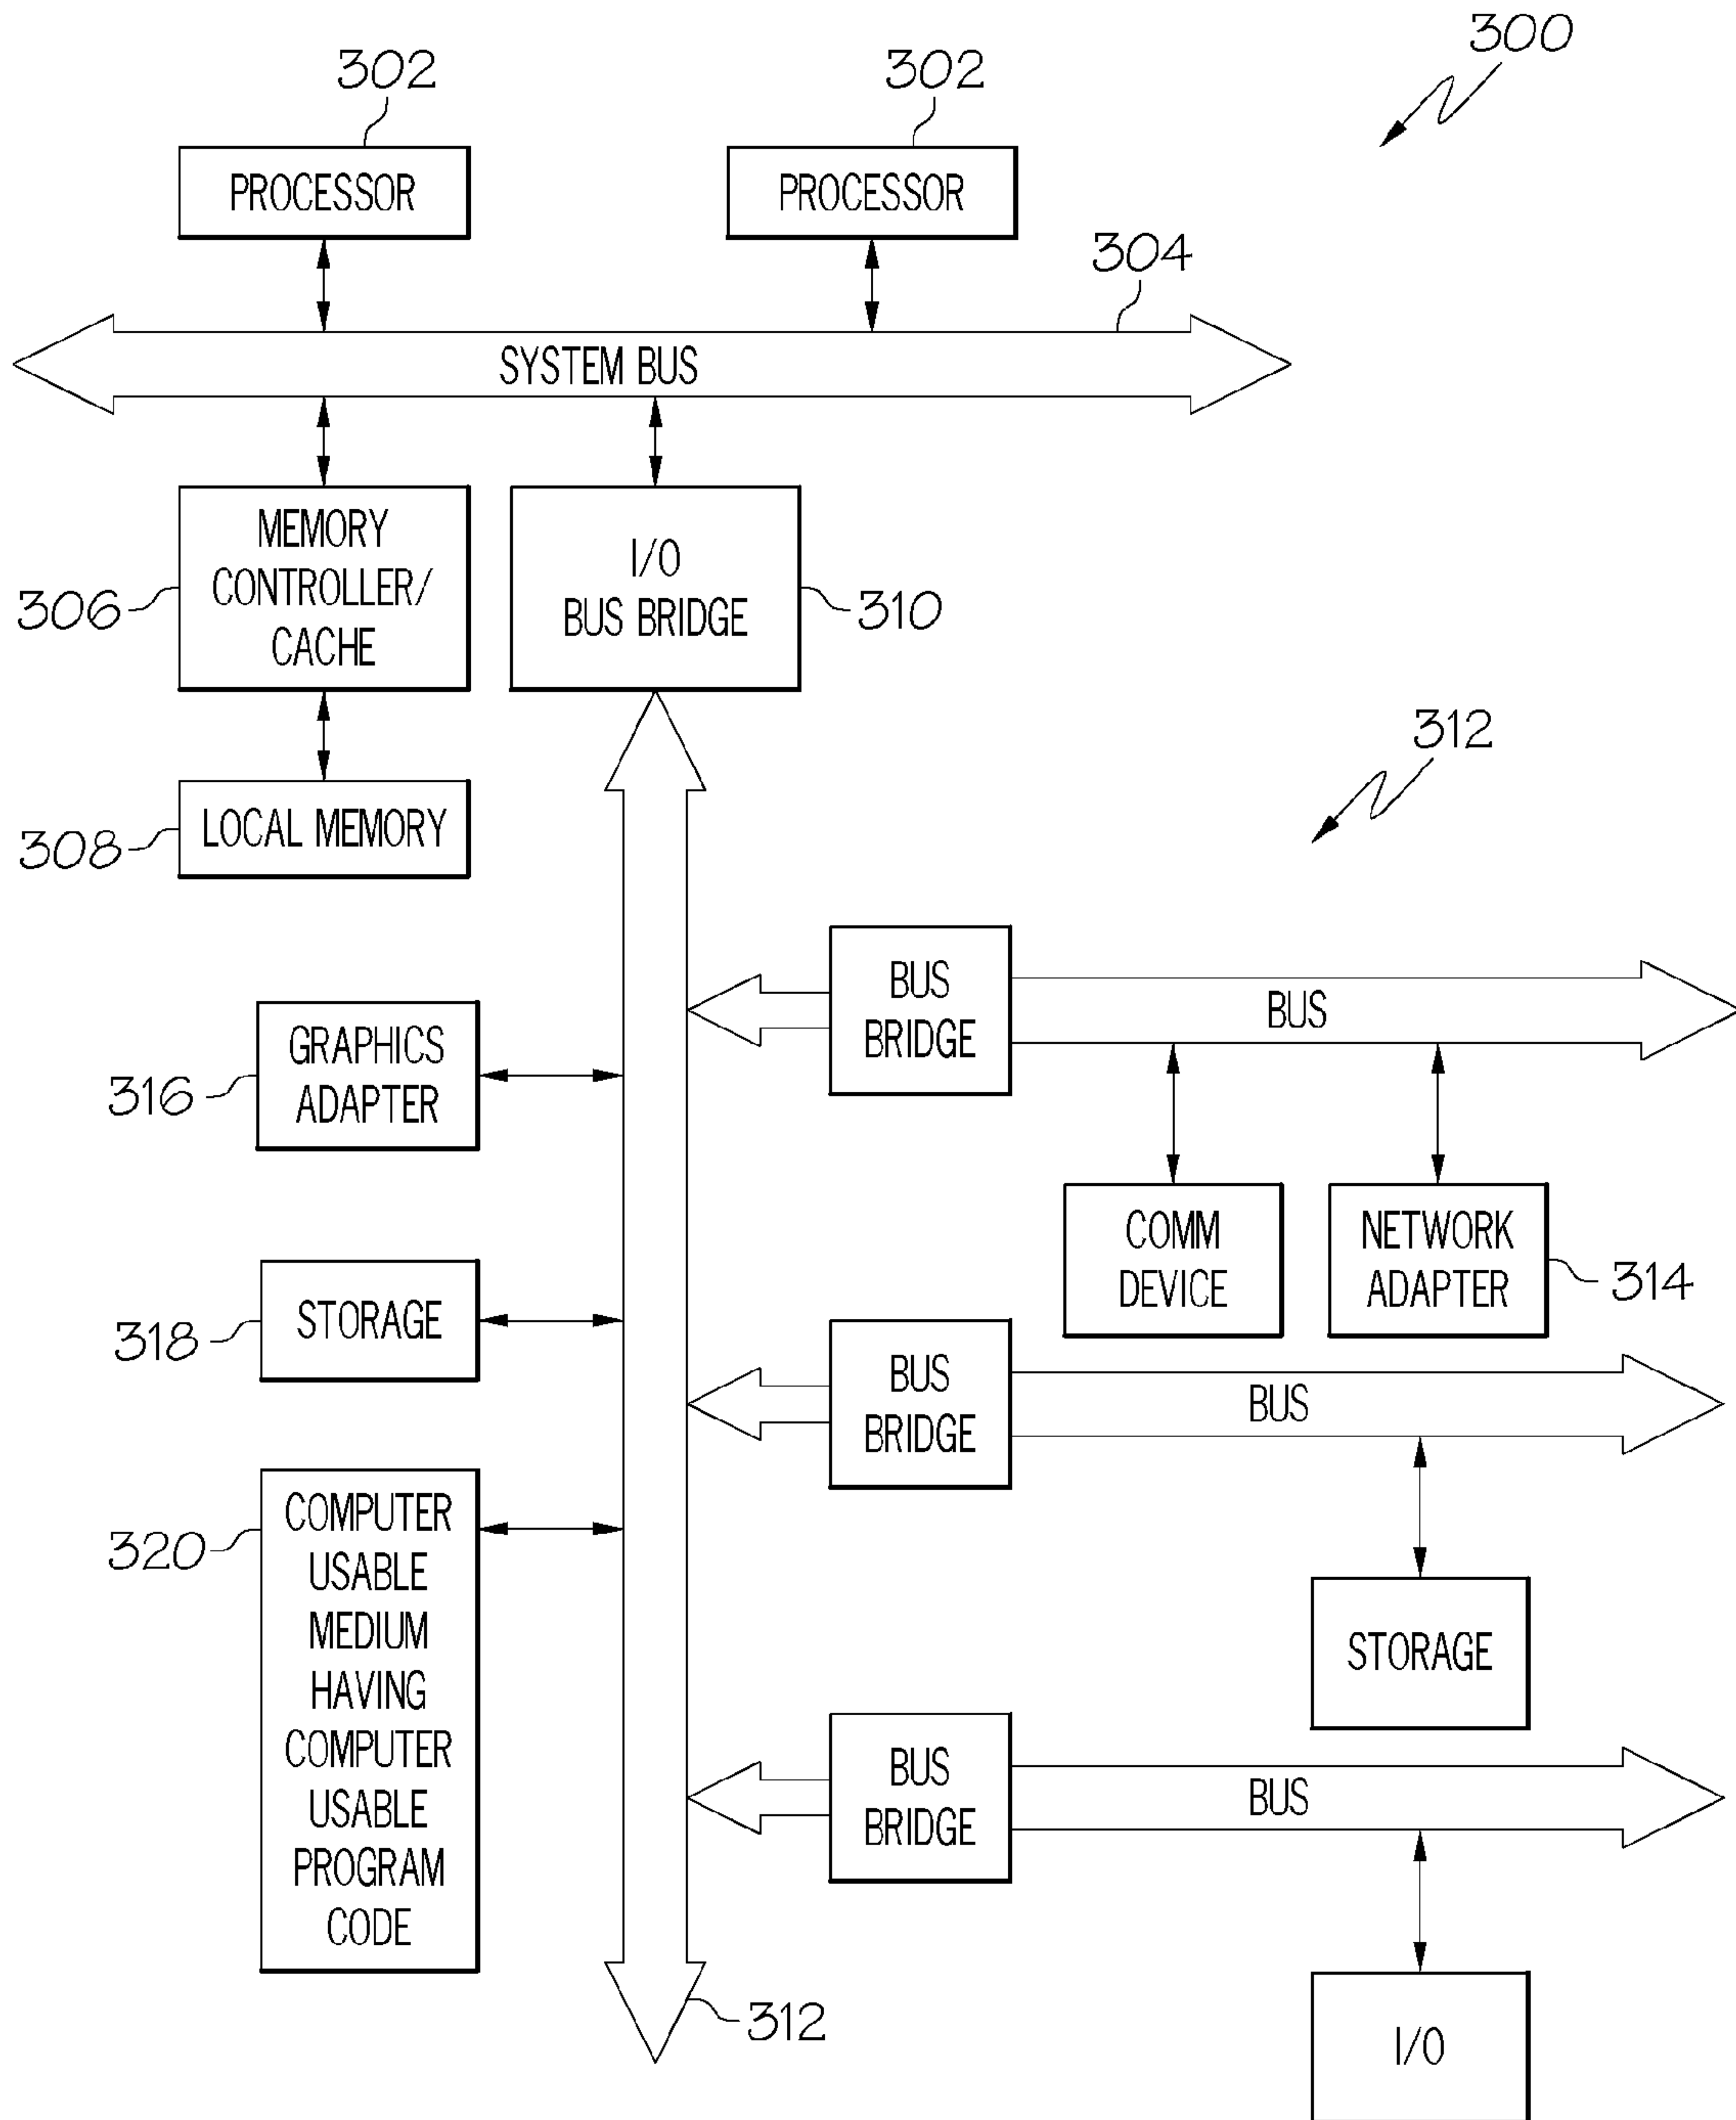 300
302
302
PROCESSOR
PROCESSOR
304
SYSTEM BUS
MEMORY
CONTROLLER/
CACHE
306
I/O
BUS BRIDGE
310
312
LOCAL MEMORY
308
BUS
BRIDGE
BUS
GRAPHICS
ADAPTER
316
COMM
DEVICE
NETWORK
ADAPTER
314
STORAGE
318
BUS
BRIDGE
BUS
COMPUTER
USABLE
MEDIUM
HAVING
COMPUTER
USABLE
PROGRAM
CODE
320
STORAGE
BUS
BRIDGE
BUS
312
I/O